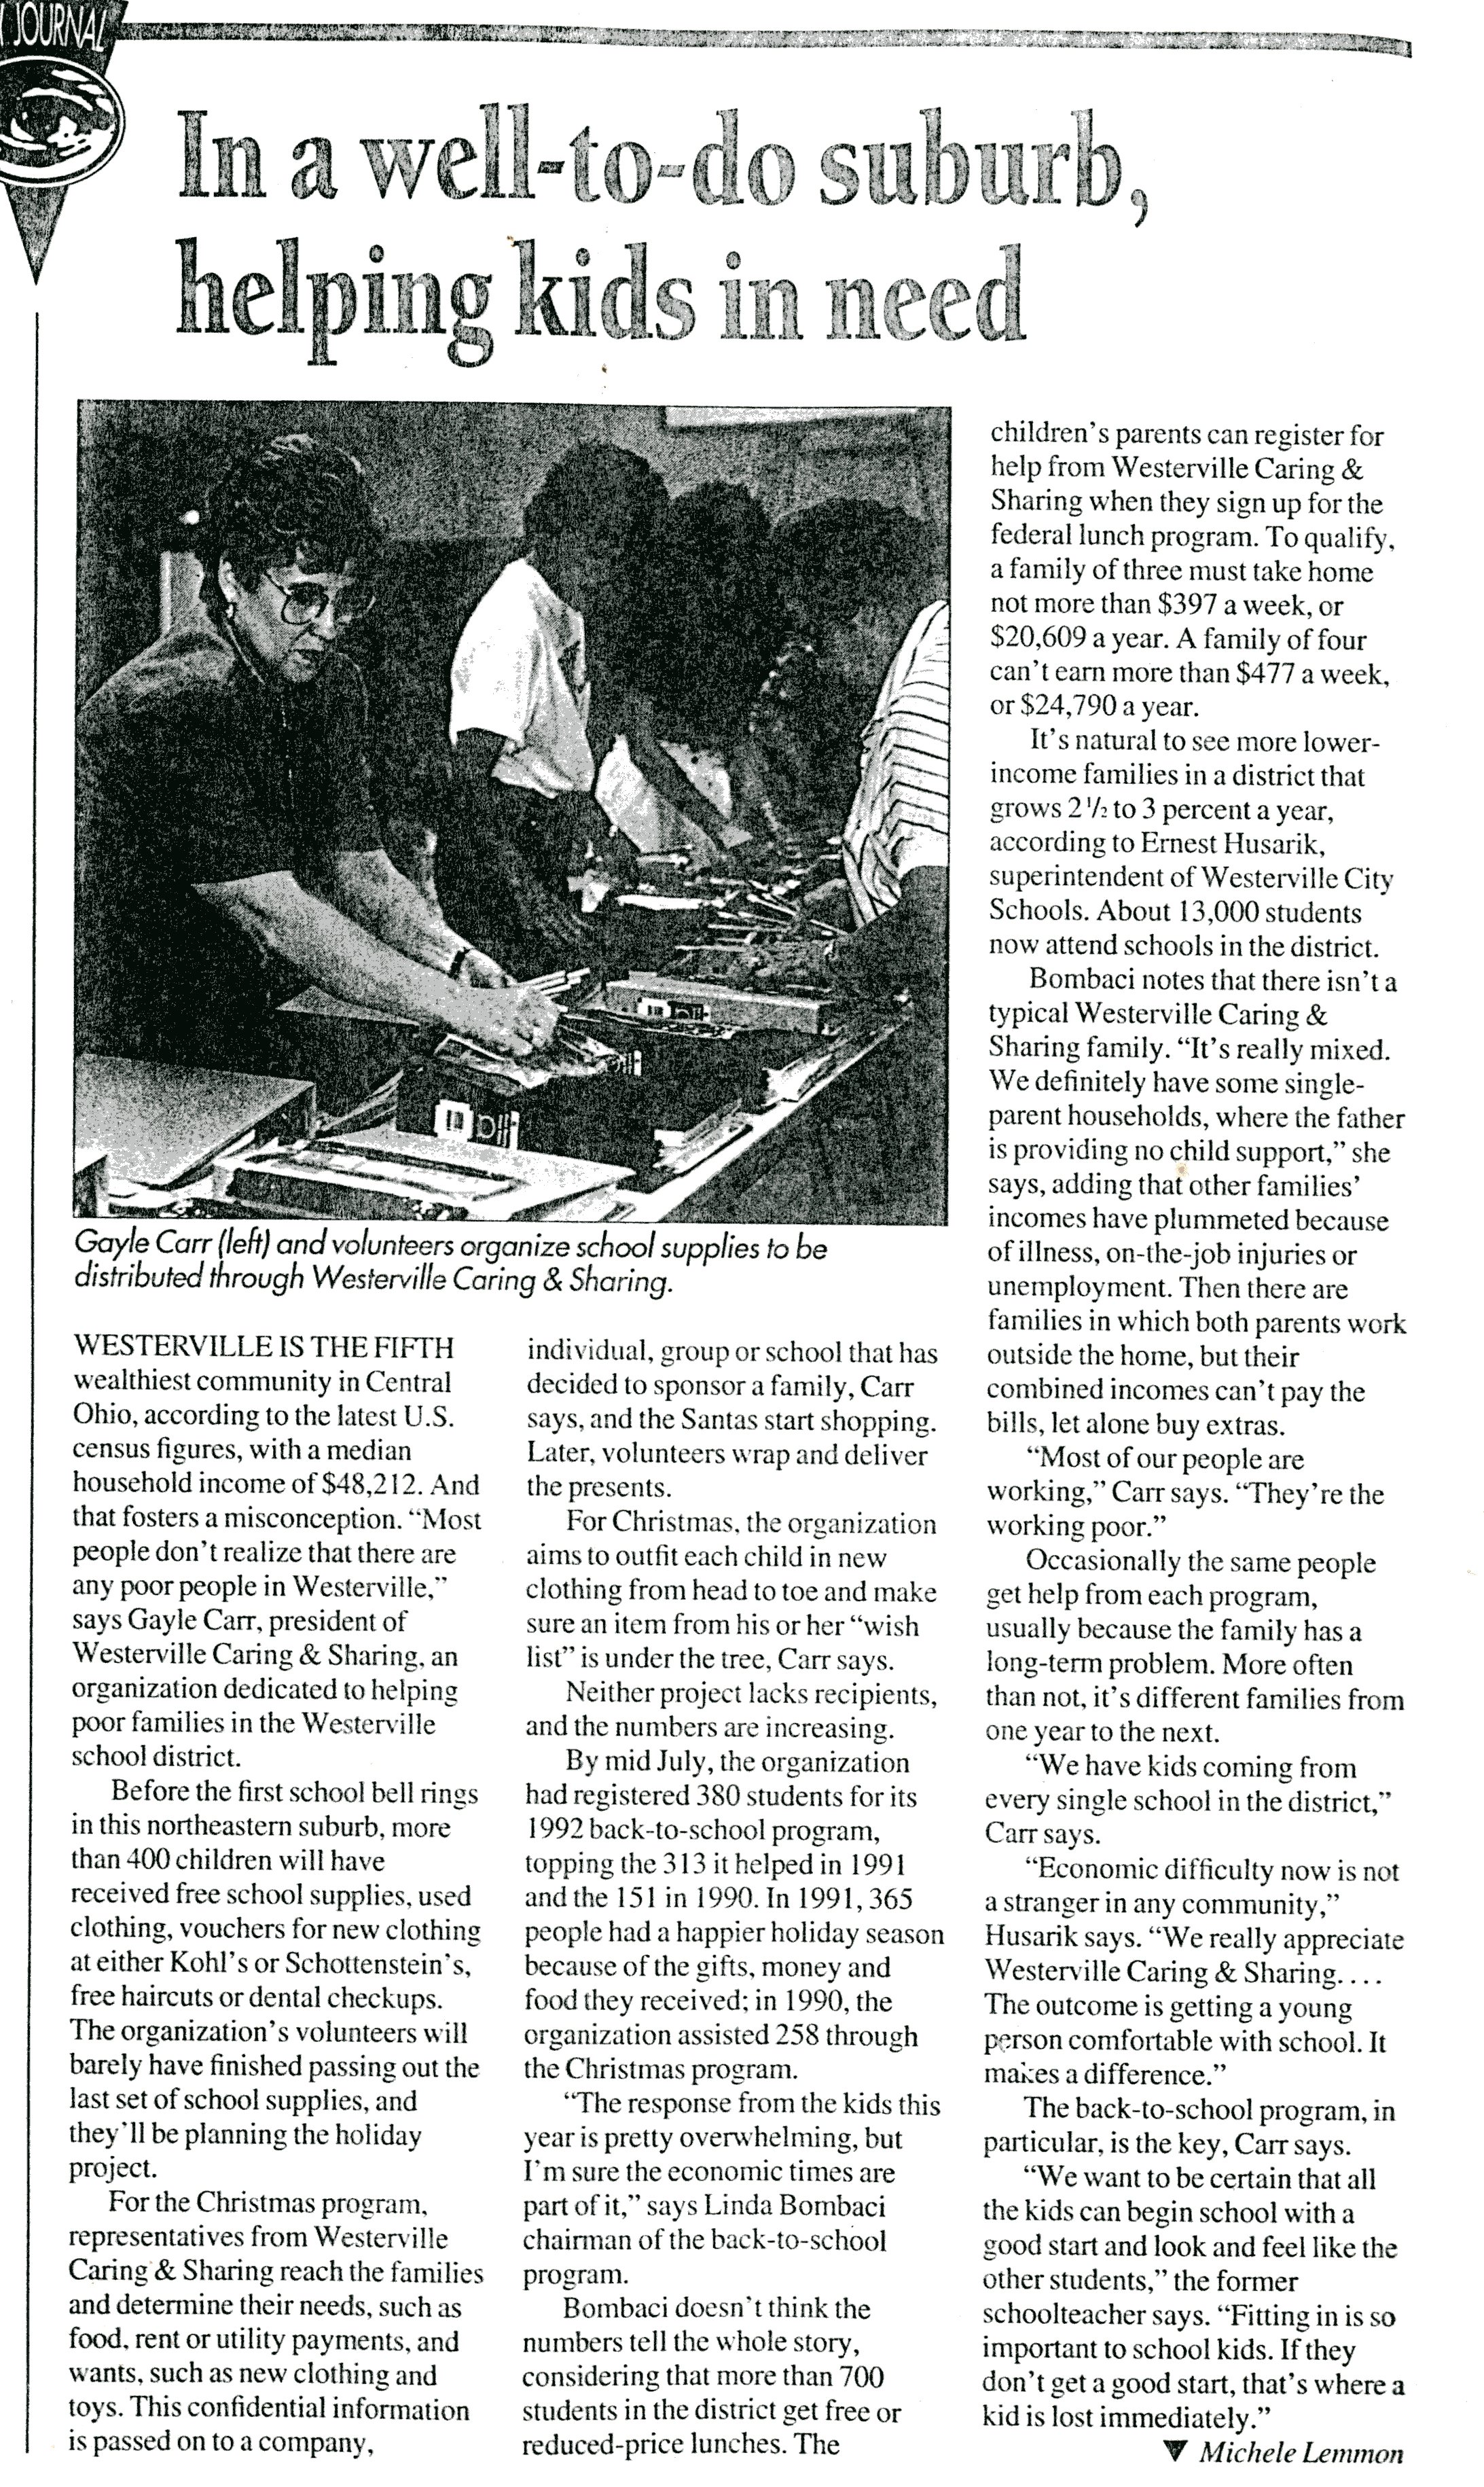 JOURNAL
In a well-to-do suburb,
helping kids in need
Gayle Carr (left) and volunteers organize school supplies to be
distributed through Westerville Caring & Sharing.
WESTERVILLE IS THE FIFTH
wealthiest community in Central
Ohio, according to the latest U.S.
census figures, with a median
household income of $48,212. And
that fosters a misconception. “Most
people don’t realize that there are
any poor people in Westerville,”
says Gayle Carr, president of
Westerville Caring & Sharing, an
organization dedicated to helping
poor families in the Westerville
school district.
Before the first school bell rings
in this northeastern suburb, more
than 400 children will have
received free school supplies, used
clothing, vouchers for new clothing
at either Kohl’s or Schottenstein’s,
free haircuts or dental checkups.
The organization’s volunteers will
barely have finished passing out the
last set of school supplies, and
they’ll be planning the holiday
project.
For the Christmas program,
representatives from Westerville
Caring & Sharing reach the families
and determine their needs, such as
food, rent or utility payments, and
wants, such as new clothing and
toys. This confidential information
is passed on to a company,
individual, group or school that has
decided to sponsor a family, Carr
says, and the Santas start shopping.
Later, volunteers wrap and deliver
the presents.
For Christmas, the organization
aims to outfit each child in new
clothing from head to toe and make
sure an item from his or her “wish
list” is under the tree, Carr says.
Neither project lacks recipients,
and the numbers are increasing.
By mid July, the organization
had registered 380 students for its
1992 back-to-school program,
topping the 313 it helped in 1991
and the 151 in 1990. In 1991, 365
people had a happier holiday season
because of the gifts, money and
food they received; in 1990, the
organization assisted 258 through
the Christmas program.
“The response from the kids this
year is pretty overwhelming, but
I’m sure the economic times are
part of it,” says Linda Bombaci
chairman of the back-to-school
program.
Bombaci doesn’t think the
numbers tell the whole story,
considering that more than 700
students in the district get free or
reduced-price lunches. The
children’s parents can register for
help from Westerville Caring &
Sharing when they sign up for the
federal lunch program. To qualify,
a family of three must take home
not more than $397 a week, or
$20,609 a year. A family of four
can’t earn more than $477 a week,
or $24,790 a year.
It’s natural to see more lower-
income families in a district that
grows 2 1/2 to 3 percent a year,
according to Ernest Husarik,
superintendent of Westerville City
Schools. About 13,000 students
now attend schools in the district.
Bombaci notes that there isn’t a
typical Westerville Caring &
Sharing family. “It’s really mixed.
We definitely have some single-
parent households, where the father
is providing no child support,” she
says, adding that other families’
incomes have plummeted because
of illness, on-the-job injuries or
unemployment. Then there are
families in which both parents work
outside the home, but their
combined incomes can’t pay the
bills, let alone buy extras.
“Most of our people are
working,” Carr says. “They’re the
working poor.”
Occasionally the same people
get help from each program,
usually because the family has a
long-term problem. More often
than not, it’s different families from
one year to the next.
“We have kids coming from
every single school in the district,”
Carr says.
“Economic difficulty now is not
a stranger in any community,”
Husarik says. “We really appreciate
Westerville Caring & Sharing. . . .
The outcome is getting a young
person comfortable with school. It
makes a difference.”
The back-to-school program, in
particular, is the key, Carr says.
“We want to be certain that all
the kids can begin school with a
good start and look and feel like the
other students,” the former
schoolteacher says. “Fitting in is so
important to school kids. If they
don’t get a good start, that’s where a
kid is lost immediately.”
▼ Michele Lemmon